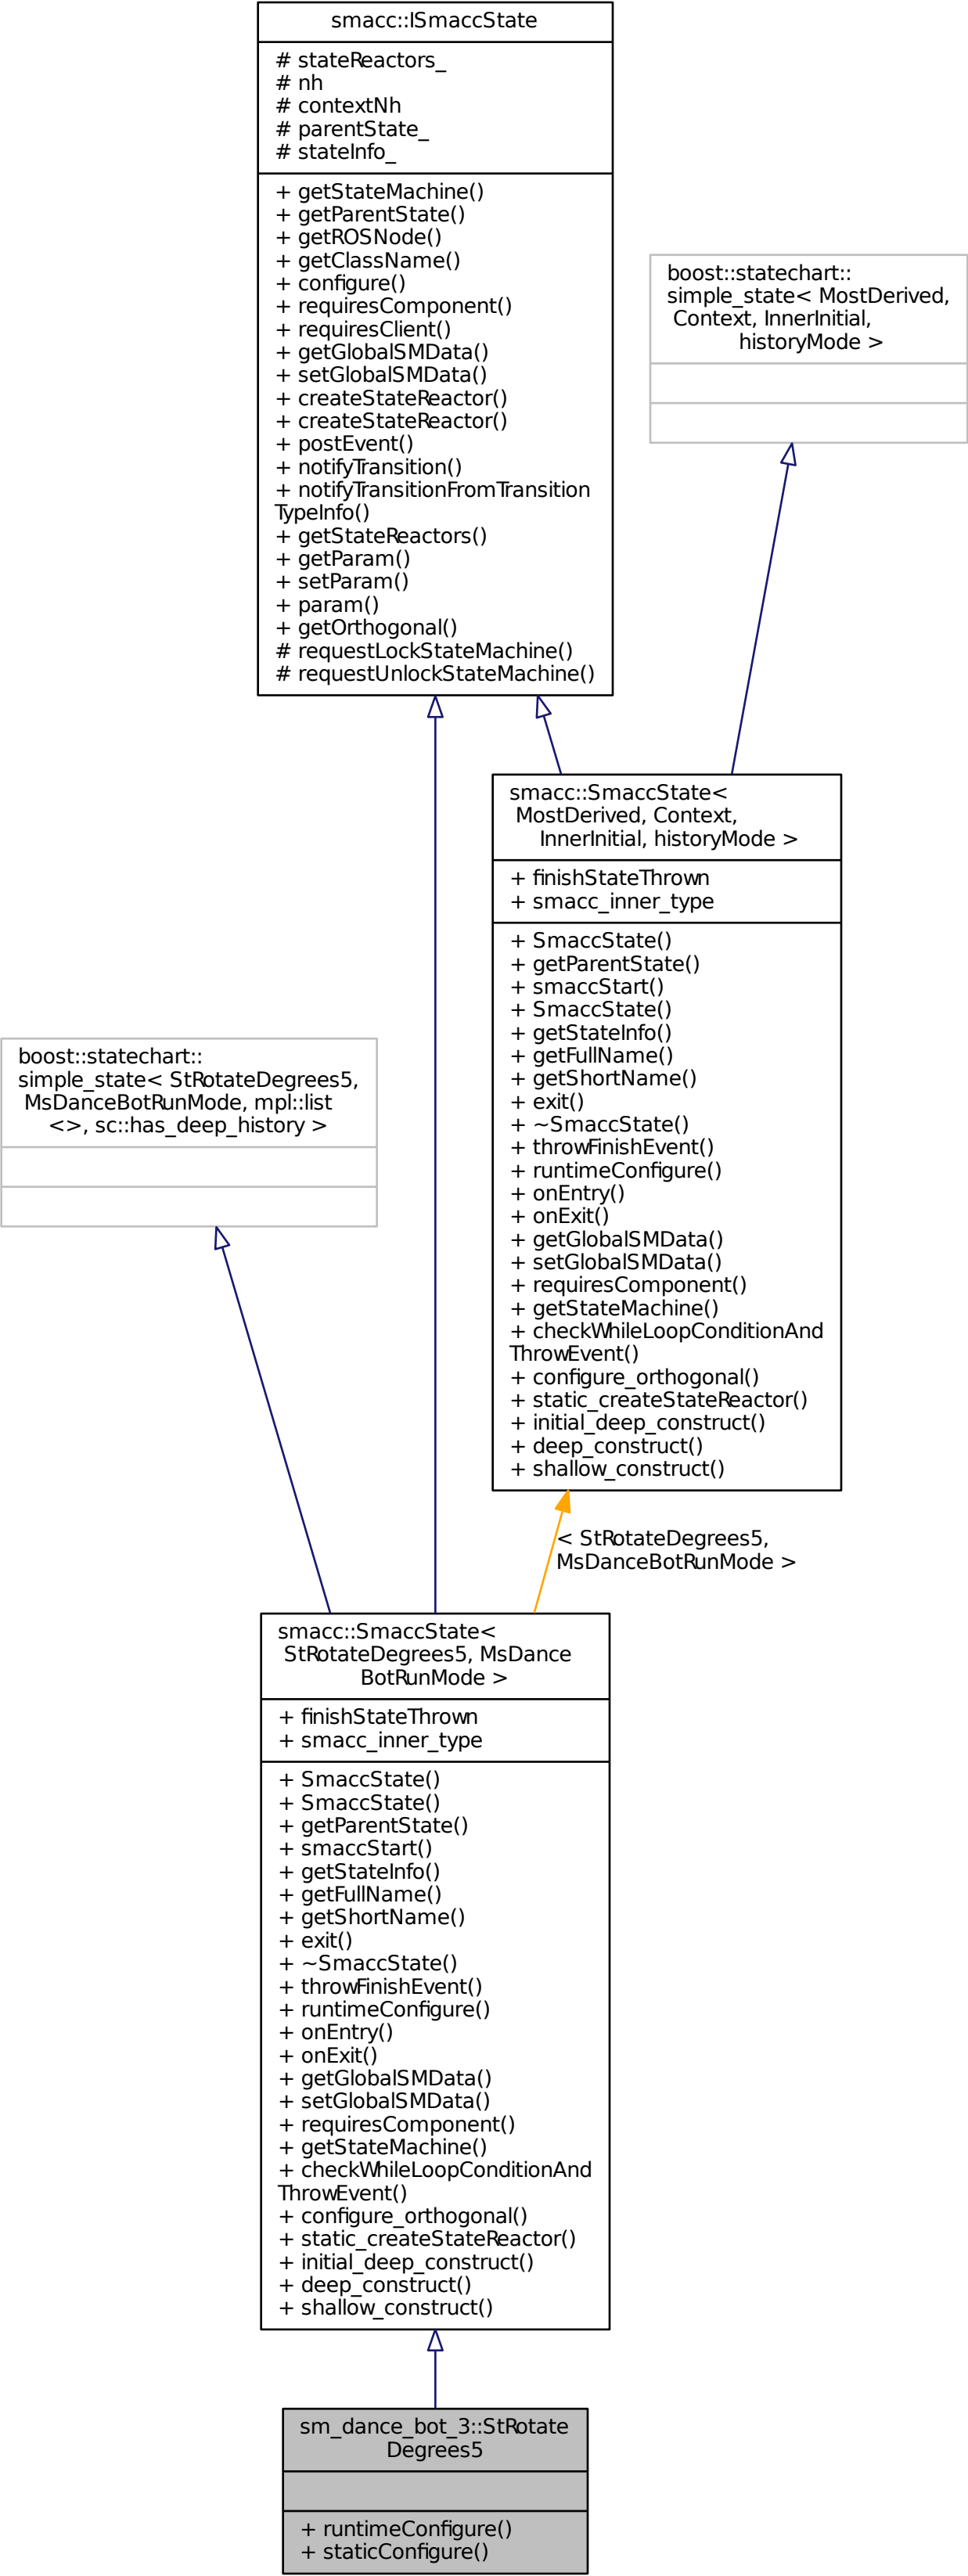 smacc::ISmaccState
# stateReactors_
# nh
# contextNh
# parentState_
# stateInfo_
+ getStateMachine()
+ getParentState()
+ getROSNode()
+ getClassName()
+ configure()
+ requiresComponent()
+ requiresClient()
+ getGlobalSMData()
+ setGlobalSMData()
+ createStateReactor()
+ createStateReactor()
+ postEvent()
+ notifyTransition()
+ notifyTransitionFromTransition
TypeInfo()
+ getStateReactors()
+ getParam()
+ setParam()
+ param()
+ getOrthogonal()
# requestLockStateMachine()
# requestUnlockStateMachine()
boost::statechart::
simple_state< MostDerived,
Context, InnerInitial,
historyMode >
smacc::SmaccState<
MostDerived, Context,
InnerInitial, historyMode >
+ finishStateThrown
+ smacc_inner_type
+ SmaccState()
+ getParentState()
+ smaccStart()
+ SmaccState()
+ getStateInfo()
+ getFullName()
+ getShortName()
+ exit()
+ ~SmaccState()
+ throwFinishEvent()
+ runtimeConfigure()
+ onEntry()
+ onExit()
+ getGlobalSMData()
+ setGlobalSMData()
+ requiresComponent()
+ getStateMachine()
+ checkWhileLoopConditionAnd
ThrowEvent()
+ configure_orthogonal()
+ static_createStateReactor()
+ initial_deep_construct()
+ deep_construct()
+ shallow_construct()
boost::statechart::
simple_state< StRotateDegrees5,
MsDanceBotRunMode, mpl::list
<>, sc::has_deep_history >
< StRotateDegrees5,
MsDanceBotRunMode >
smacc::SmaccState<
StRotateDegrees5, MsDance
BotRunMode >
+ finishStateThrown
+ smacc_inner_type
+ SmaccState()
+ SmaccState()
+ getParentState()
+ smaccStart()
+ getStateInfo()
+ getFullName()
+ getShortName()
+ exit()
+ ~SmaccState()
+ throwFinishEvent()
+ runtimeConfigure()
+ onEntry()
+ onExit()
+ getGlobalSMData()
+ setGlobalSMData()
+ requiresComponent()
+ getStateMachine()
+ checkWhileLoopConditionAnd
ThrowEvent()
+ configure_orthogonal()
+ static_createStateReactor()
+ initial_deep_construct()
+ deep_construct()
+ shallow_construct()
sm_dance_bot_3::StRotate
Degrees5
+ runtimeConfigure()
+ staticConfigure()